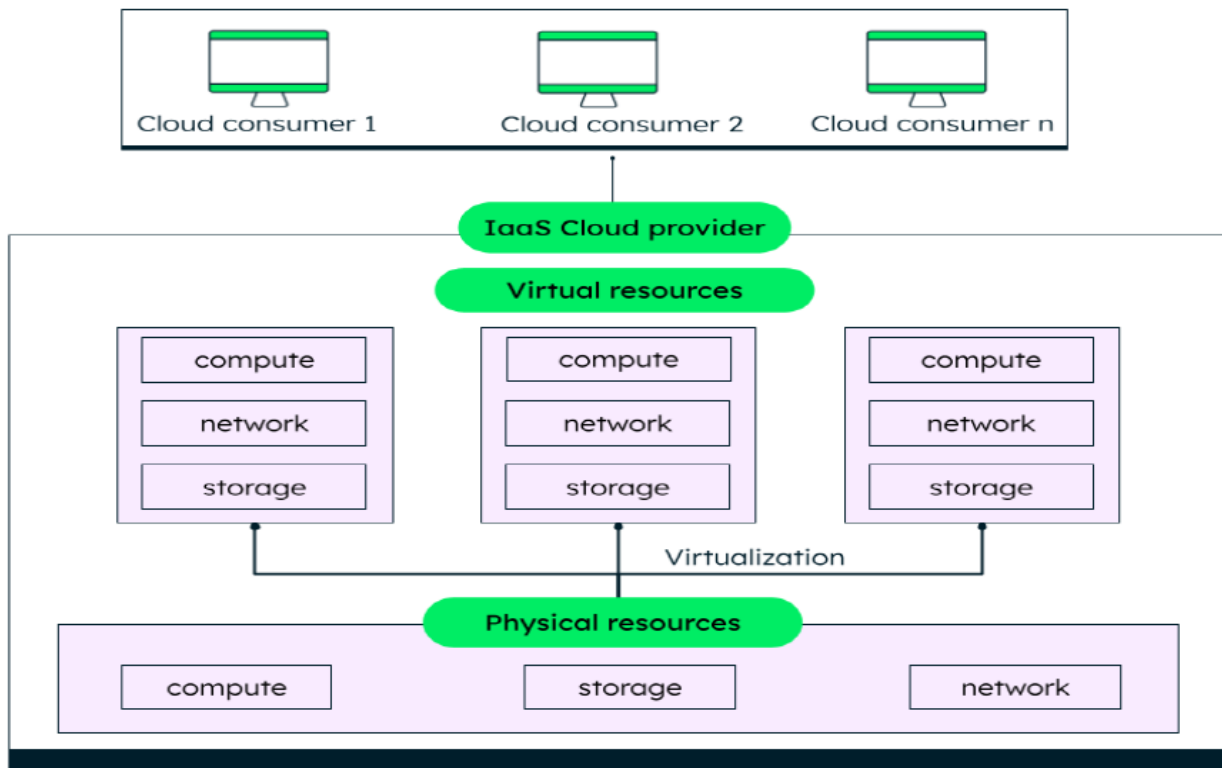 Cloud consumer 1
Cloud consumer 2
Cloud consumer n
IaaS Cloud provider
Virtual resources
compute
network
storage
compute
network
storage
compute
network
storage
Virtualization
Physical resources
compute
storage
network